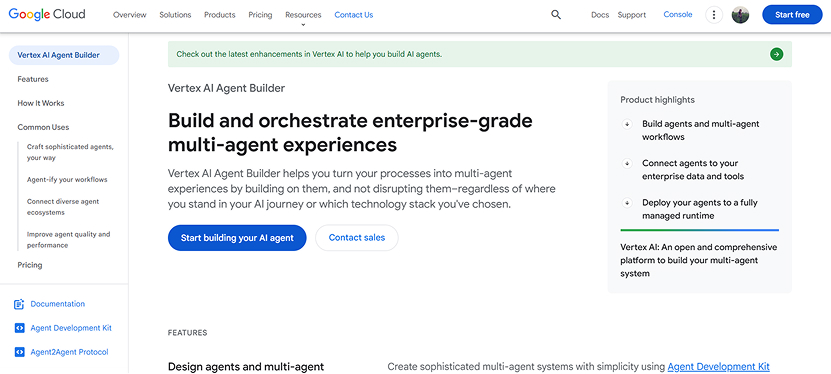 Google Cloud
Overview
Solutions
Products
Pricing
Resources
Contact Us
Docs
Support
Console
Start free
Vertex AI Agent Builder
Features
How It Works
Common Uses
Craft sophisticated agents,
your way
Agent-ify your workflows
Connect diverse agent
ecosystems
Improve agent quality and
performance
Pricing
Documentation
Agent Development Kit
Agent2Agent Protocol
Check out the latest enhancements in Vertex AI to help you build AI agents.
Vertex AI Agent Builder
Build and orchestrate enterprise-grade
multi-agent experiences
Vertex AI Agent Builder helps you turn your processes into multi-agent
experiences by building on them, and not disrupting them–regardless of where
you stand in your AI journey or which technology stack you've chosen.
Start building your AI agent
Contact sales
Product highlights
Build agents and multi-agent
workflows
Connect agents to your
enterprise data and tools
Deploy your agents to a fully
managed runtime
Vertex AI: An open and comprehensive
platform to build your multi-agent
system
FEATURES
Design agents and multi-agent
Create sophisticated multi-agent systems with simplicity using Agent Development Kit